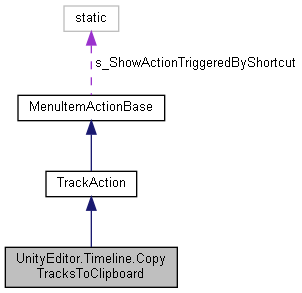 static
s_ShowActionTriggeredByShortcut
MenuItemActionBase
TrackAction
UnityEditor.Timeline.Copy
TracksToClipboard